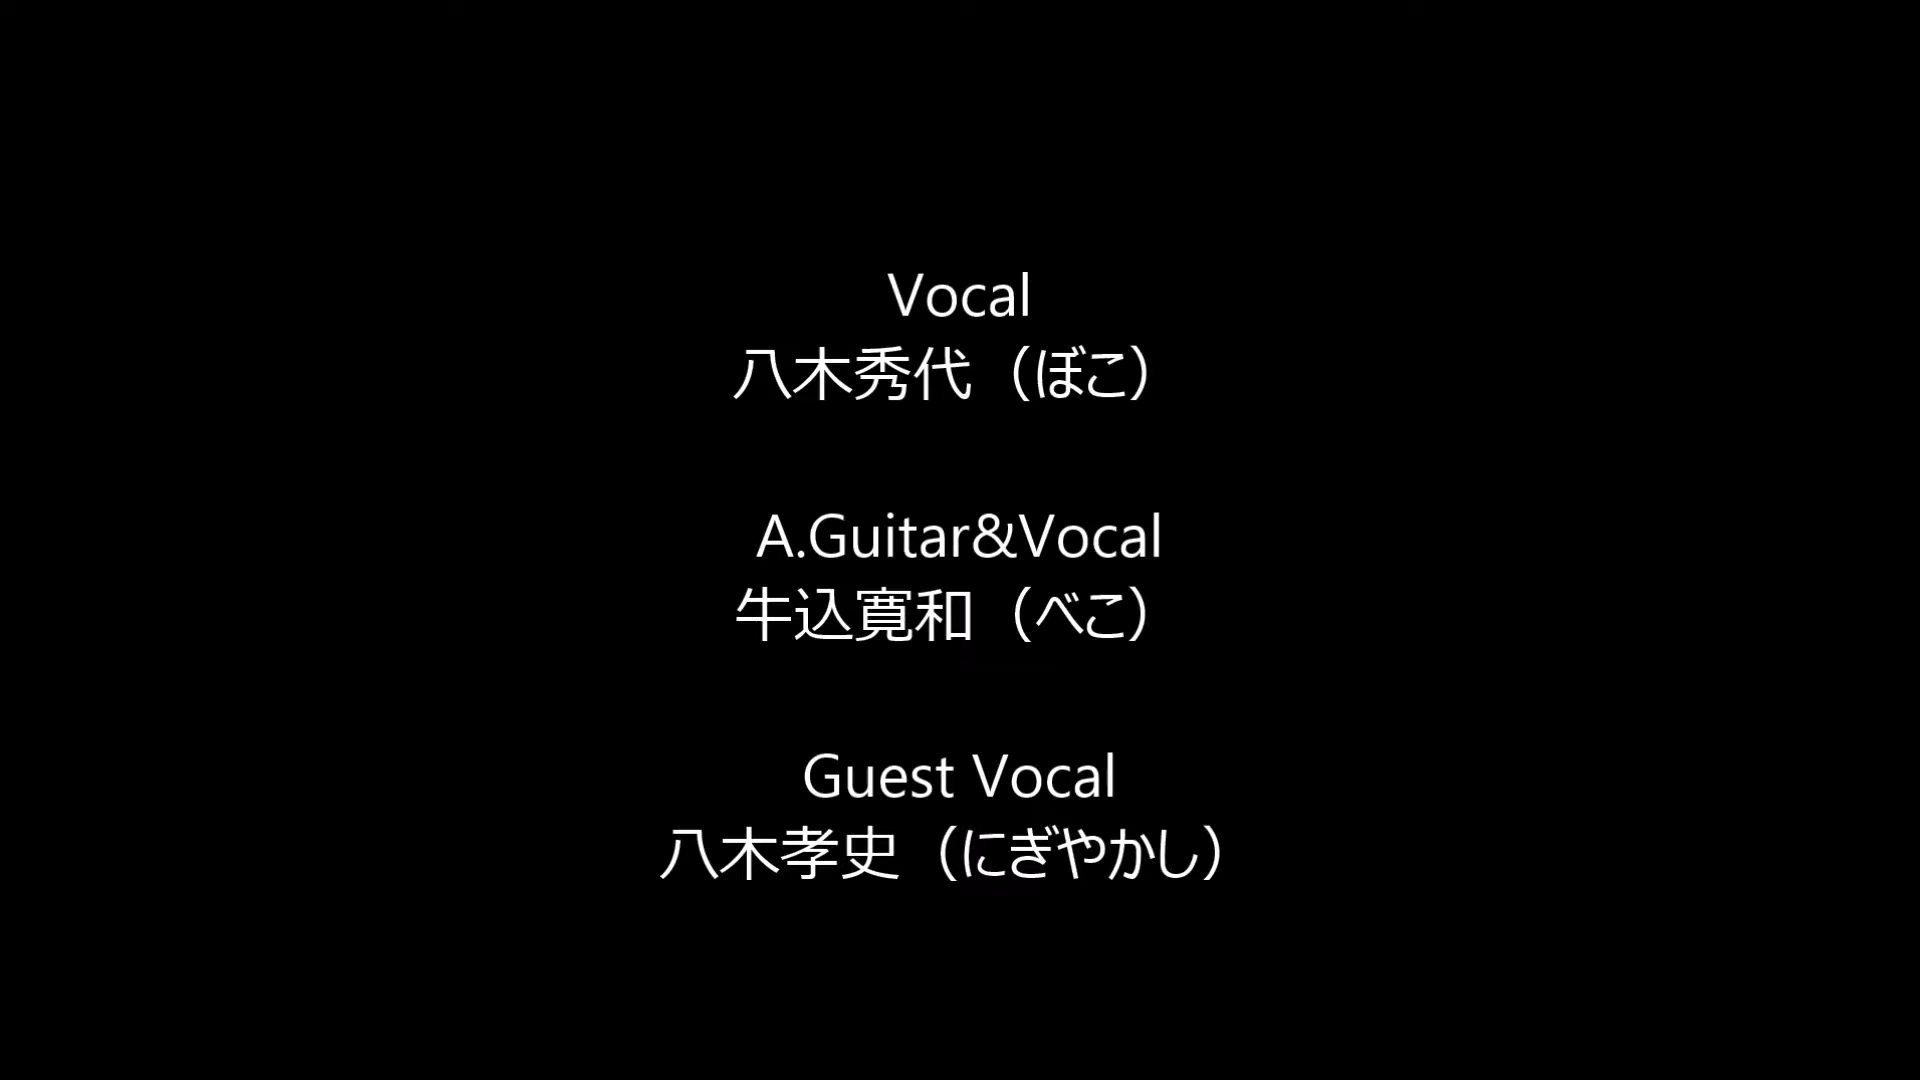 Vocal
八木秀代（ぼこ）
A.Guitar&Vocal
牛込寛和（べこ）
Guest Vocal
八木孝史（にぎやかし）